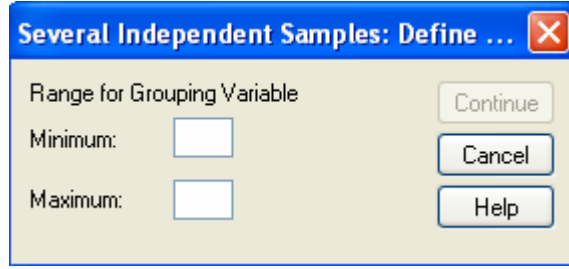 Several Independent Samples: Define ...
Range for Grouping Variable
Continue
Minimum:
Cancel
Maximum:
Help